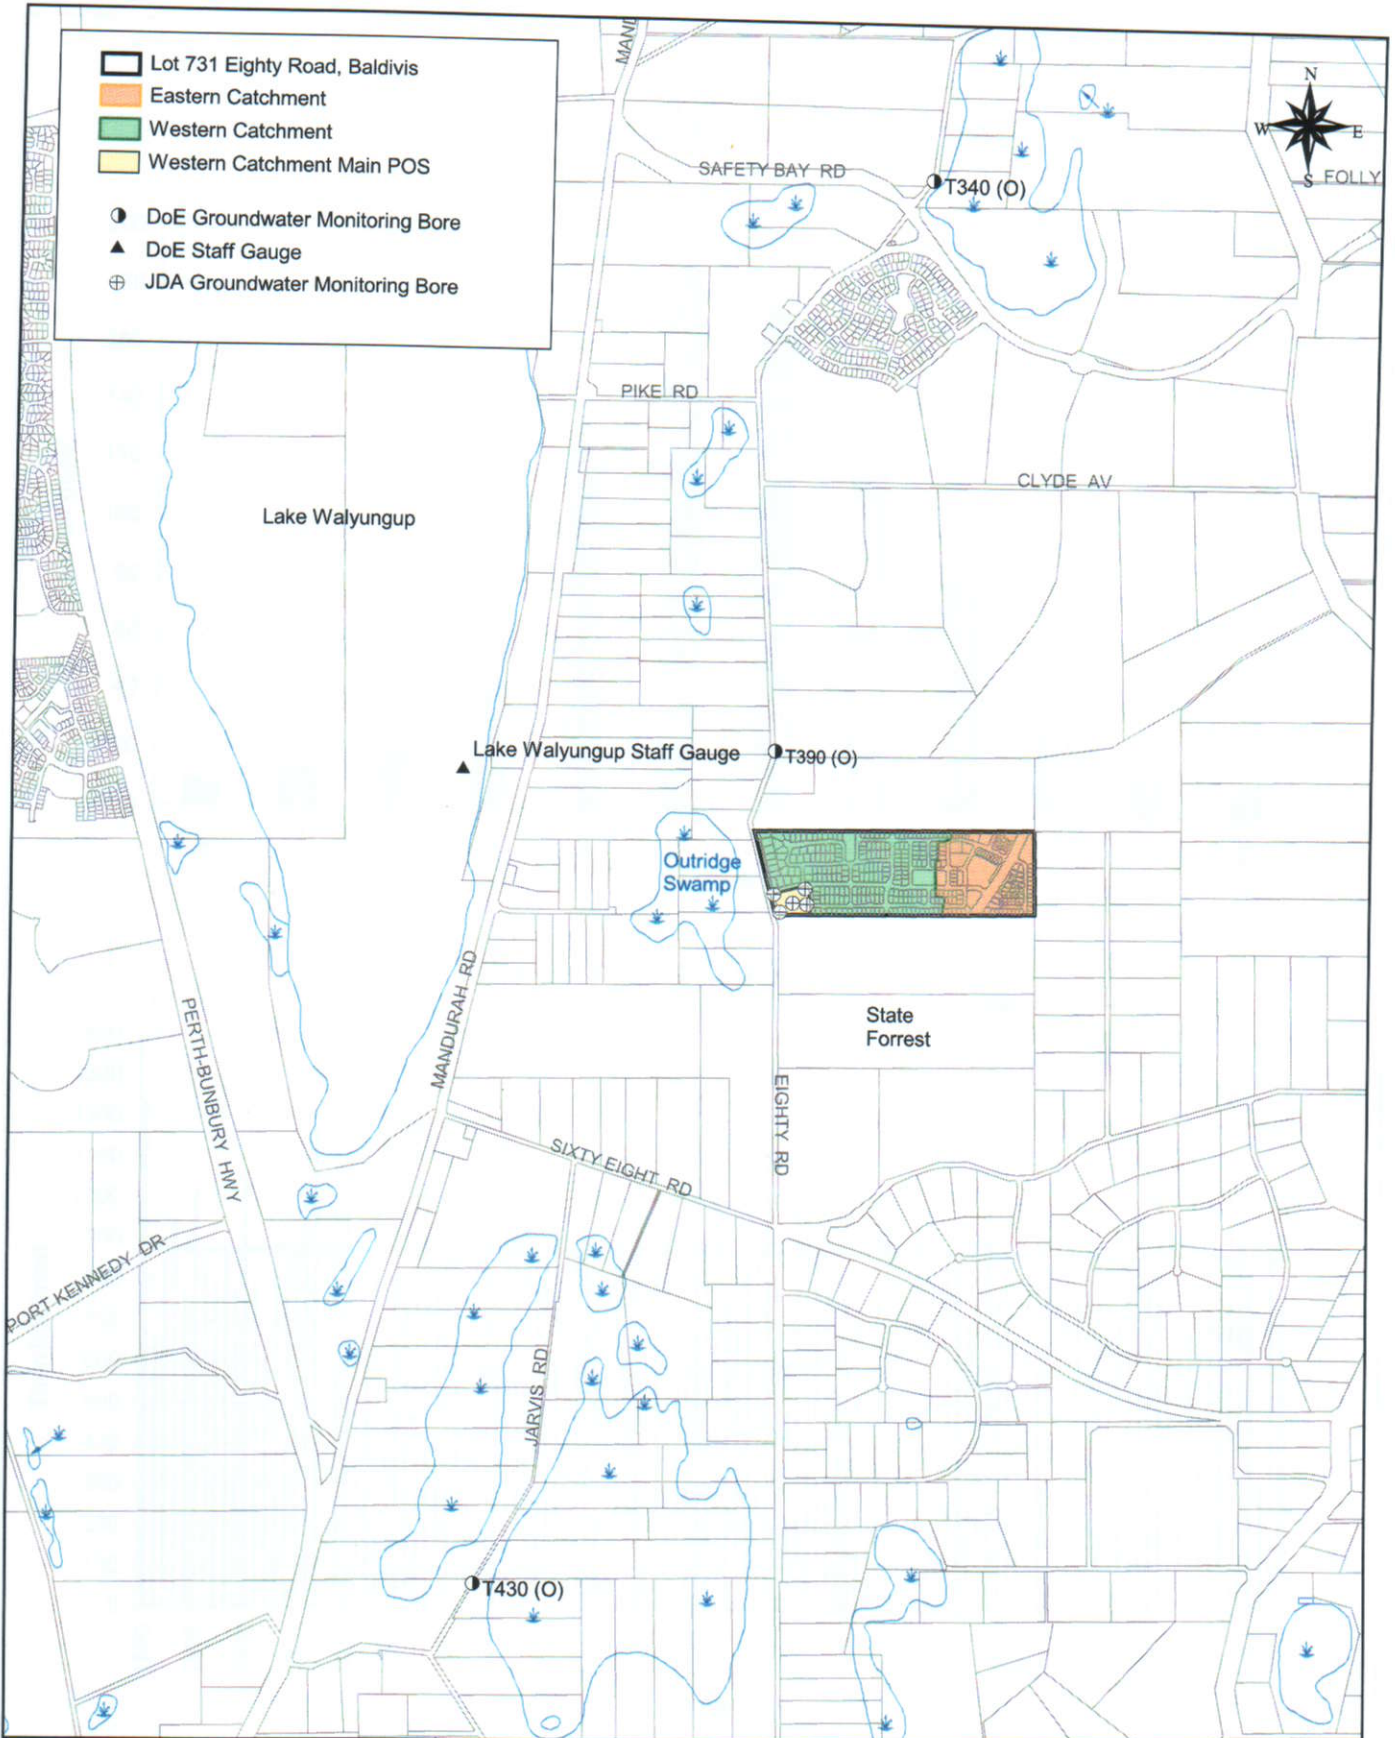 MAND
Lot 731 Eighty Road, Baldivis
Eastern Catchment
Western Catchment
Western Catchment Main POS
DoE Groundwater Monitoring Bore
DoE Staff Gauge
JDA Groundwater Monitoring Bore
N
W E
S
FOLLY
SAFETY BAY RD
T340 (O)
PIKE RD
CLYDE AV
Lake Walyungup
Lake Walyungup Staff Gauge
T390 (O)
Outridge
Swamp
MANDURAH RD
PERTH-BUNBURY HWY
State
Forrest
EIGHTY RD
SIXTY EIGHT RD
PORT KENNEDY DR
JARVIS RD
T430 (O)